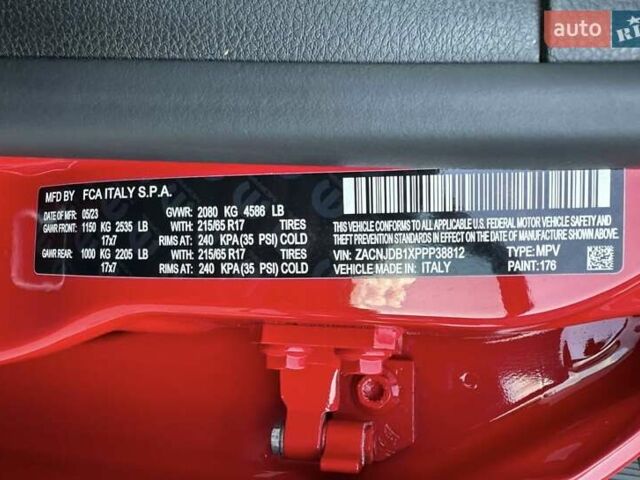 auto RIA
MFD BY FCA ITALY S.P.A.
DATE OF MFR: 05/23 GVWR: 2080 KG 4586 LB
GAWR FRONT: 1150 KG 2535 LB WITH: 215/65 R17 TIRES
17x7 RIMS AT: 240 KPA (35 PSI) COLD
GAWR REAR: 1000 KG 2205 LB WITH: 215/65 R17 TIRES
17x7 RIMS AT: 240 KPA(35 PSI) COLD
THIS VEHICLE CONFORMS TO ALL APPLICABLE U.S. FEDERAL MOTOR VEHICLE SAFETY
AND THEFT PREVENTION STANDARDS IN EFFECT ON THE DATE OF MANUFACTURE SHOWN ABOVE.
VIN: ZACNJDB1XPPP38812 TYPE: MPV
VEHICLE MADE IN: ITALY PAINT: 176